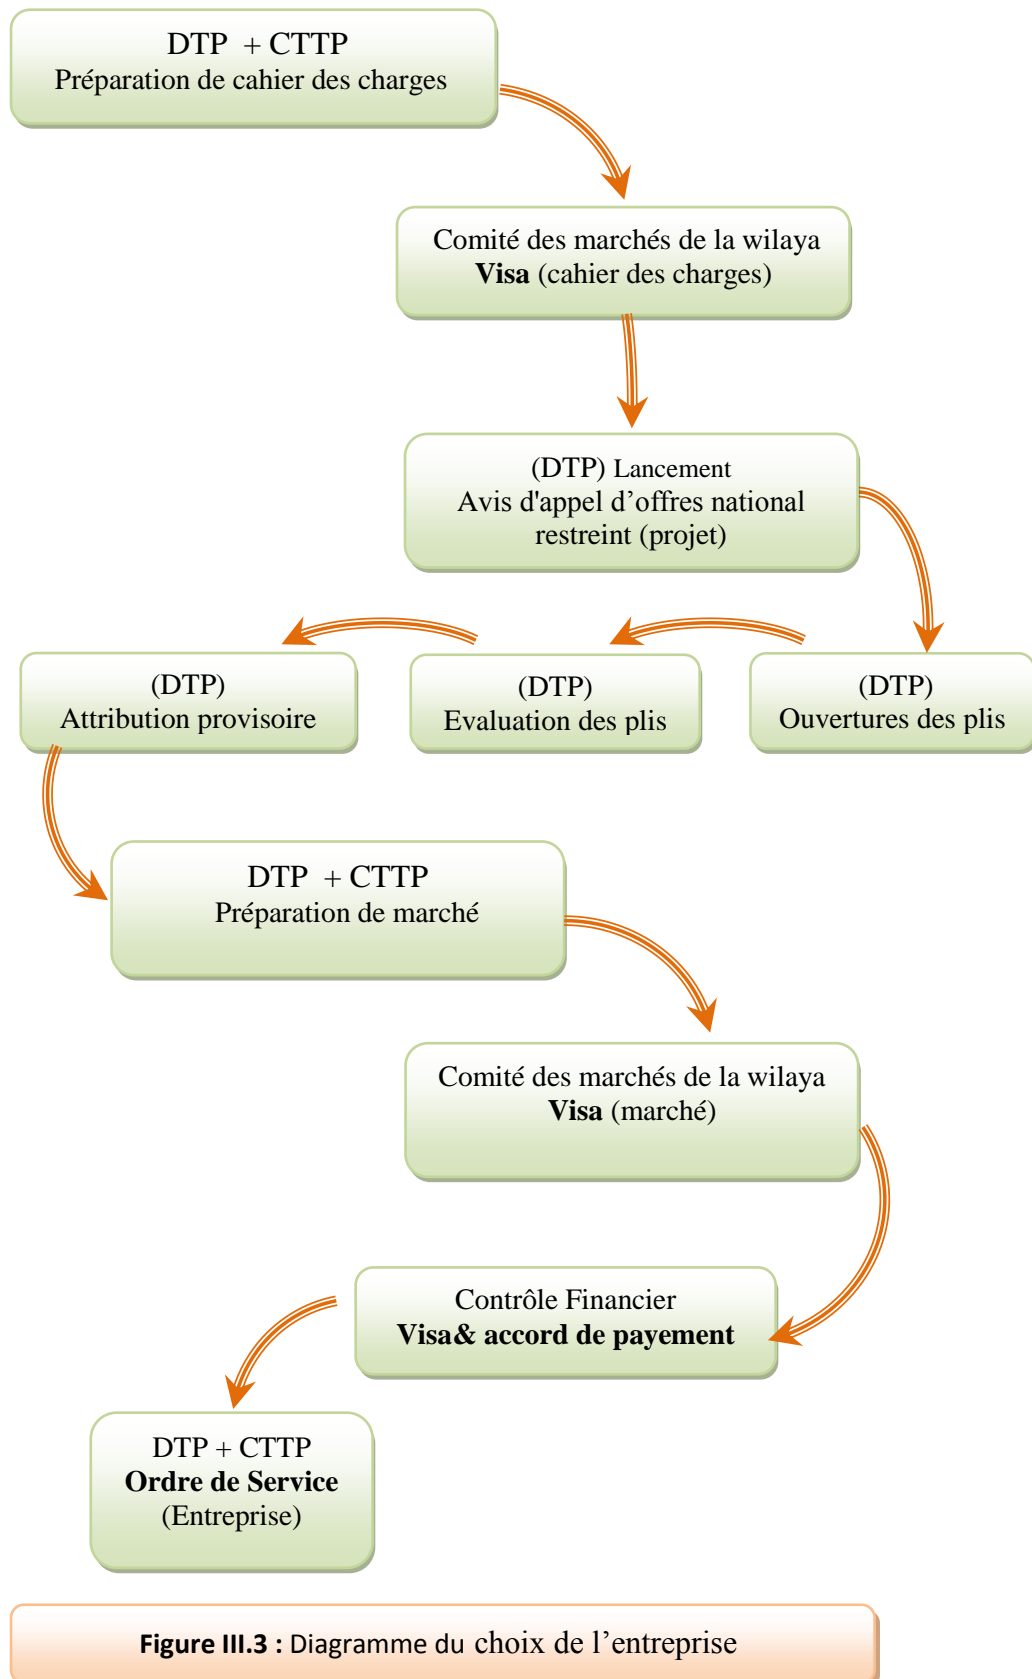 DTP + CTTP
Préparation de cahier des charges
Comité des marchés de la wilaya
Visa (cahier des charges)
(DTP) Lancement
Avis d'appel d’offres national
restreint (projet)
(DTP)
Ouvertures des plis
(DTP)
Evaluation des plis
(DTP)
Attribution provisoire
DTP + CTTP
Préparation de marché
Comité des marchés de la wilaya
Visa (marché)
Contrôle Financier
Visa& accord de payement
DTP + CTTP
Ordre de Service
(Entreprise)
Figure III.3 : Diagramme du choix de l’entreprise